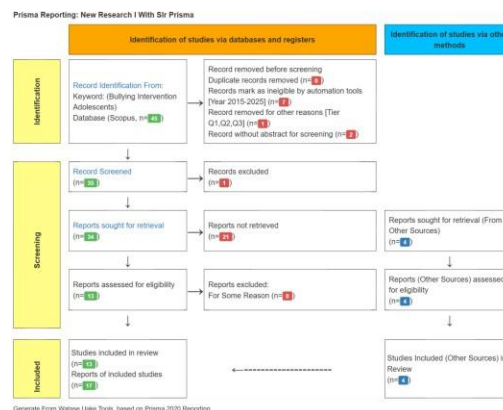 Prisma Reporting: New Research I With Slr Prisma
Identification of studies via databases and registers
Identification of studies via othe
methods
Identification
Record Identification From:
Keyword: (Bullying Intervention
Adolescents)
Database (Scopus, n= 45 )
Record removed before screening
Duplicate records removed (n= 0 )
Records mark as ineigible by automation tools
[Year 2015-2025] (n= 7 )
Record removed for other reasons [Tier
Q1,Q2,Q3] (n= 1 )
Record without abstract for screening (n= 2 )
Screening
Record Screened
(n= 35 )
Records excluded
(n= 1 )
Reports sought for retrieval
(n= 34 )
Reports not retrieved
(n= 21 )
Reports sought for retrieval (From
Other Sources)
(n= 4 )
Reports assessed for eligibility
(n= 13 )
Reports excluded:
For Some Reason (n= 0 )
Reports (Other Sources) assessed
for eligibility
(n= 4 )
Included
Studies included in review
(n= 13 )
Reports of included studies
(n= 17 )
Studies Included (Other Sources) i
Review
(n= 4 )
Generate From Watase Uake Tools, based on Prisma 2020 Reporting